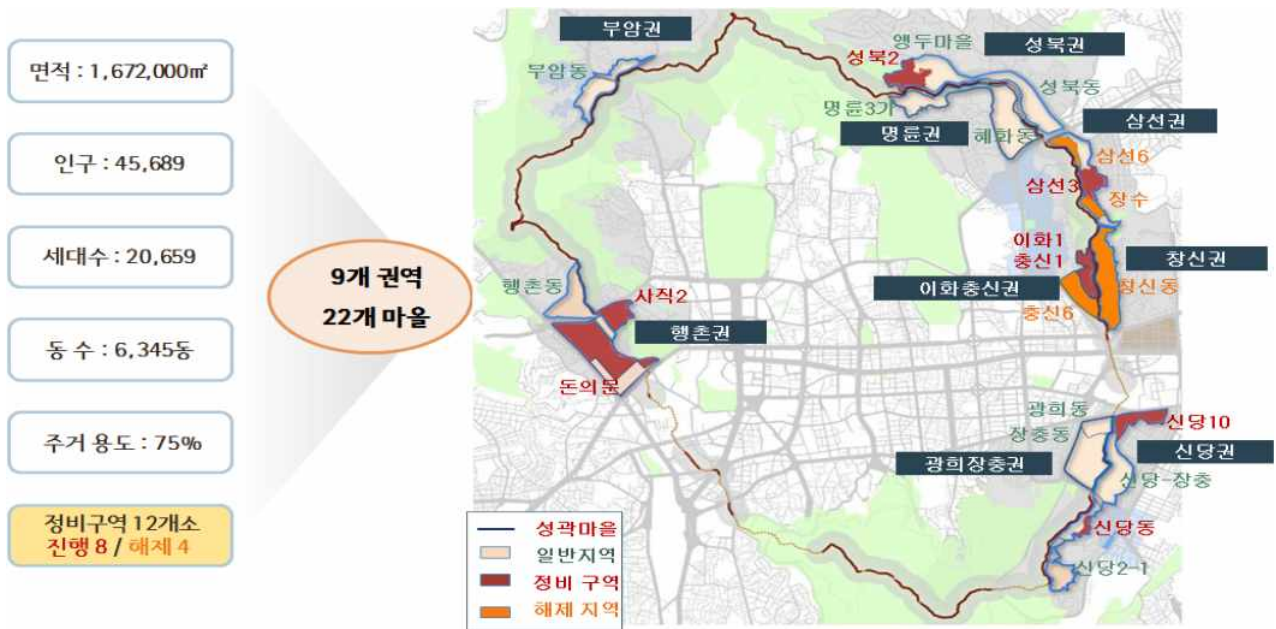 면적 : 1,672,000㎡
인구 : 45,689
세대수 : 20,659
동 수 : 6,345동
주거 용도 : 75%
정비구역 12개소
진행 8 / 해제 4
9개 권역
22개 마을
부암권
부암동
앵두마을
성북권
성북2
성북동
명륜3가
명륜권
혜화동
삼선권
삼선6
삼선3
장수
이화1
충신1
창신권
이화충신권
창신동
충신6
행촌동
사직2
행촌권
돈의문
광희동
장충동
신당10
광희장충권
신당권
신당-장충
신당동
신당2-1
성곽마을
일반지역
정비 구역
해제 지역